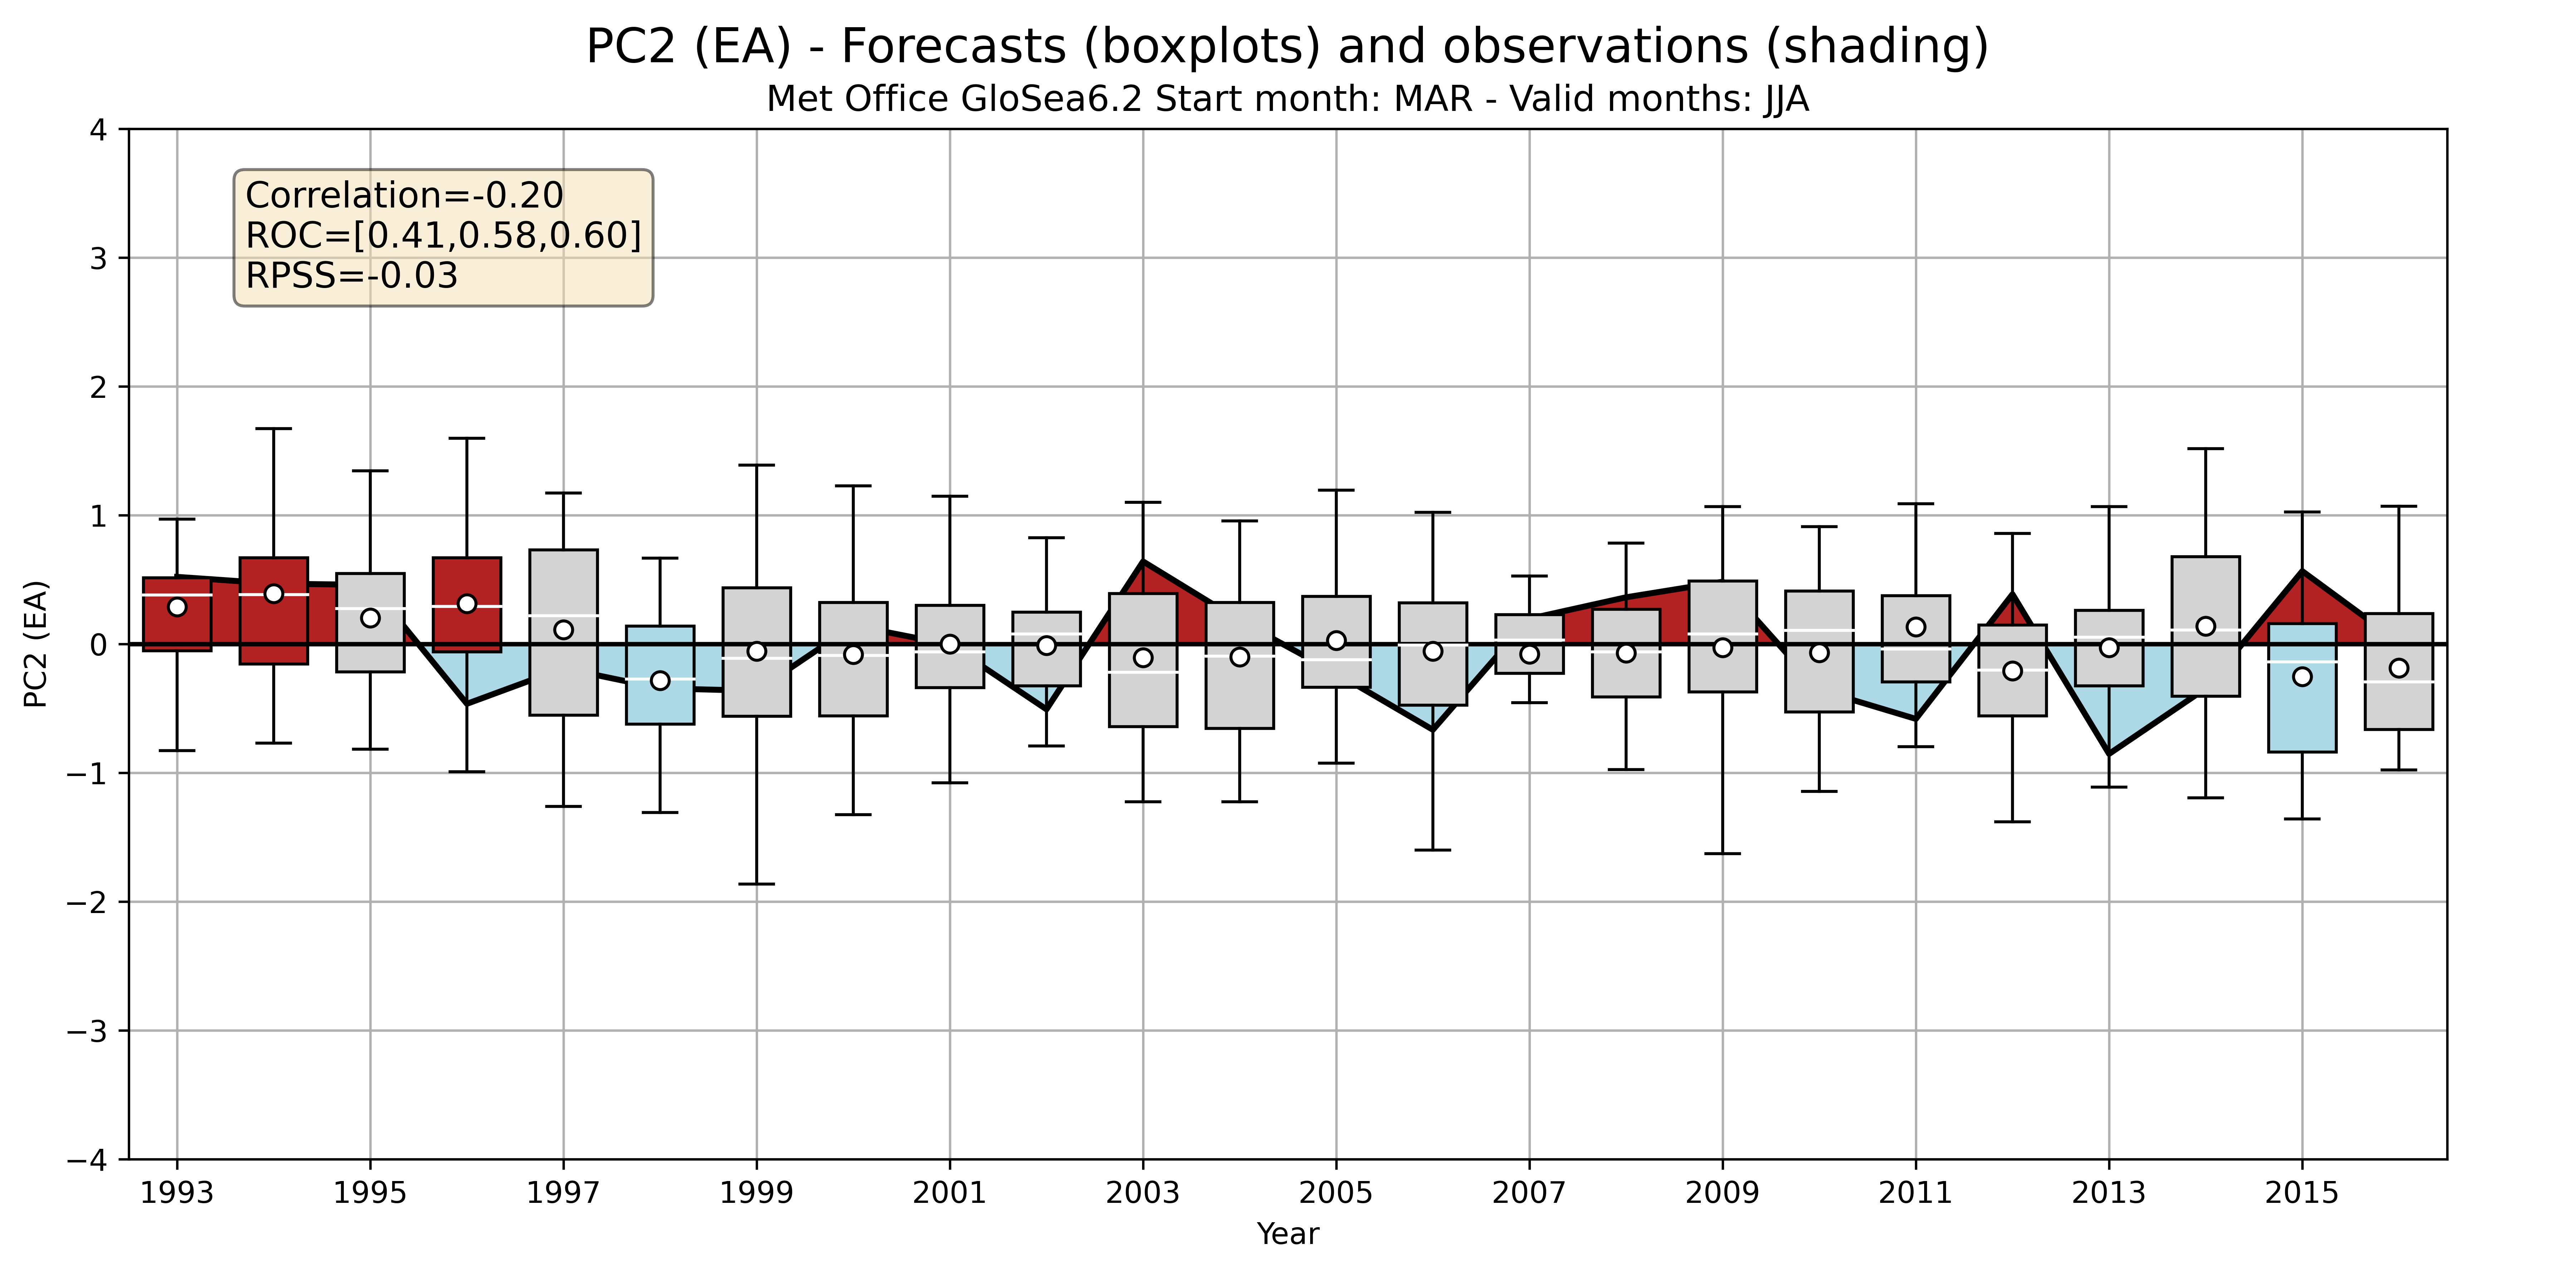 PC2 (EA) - Forecasts (boxplots) and observations (shading)
Met Office GloSea6.2 Start month: MAR - Valid months: JJA
Correlation=-0.20
ROC=[0.41,0.58,0.60]
RPSS=-0.03
PC2 (EA)
4
3
2
1
0
−1
−2
−3
−4
1993 1995 1997 1999 2001 2003 2005 2007 2009 2011 2013 2015
Year